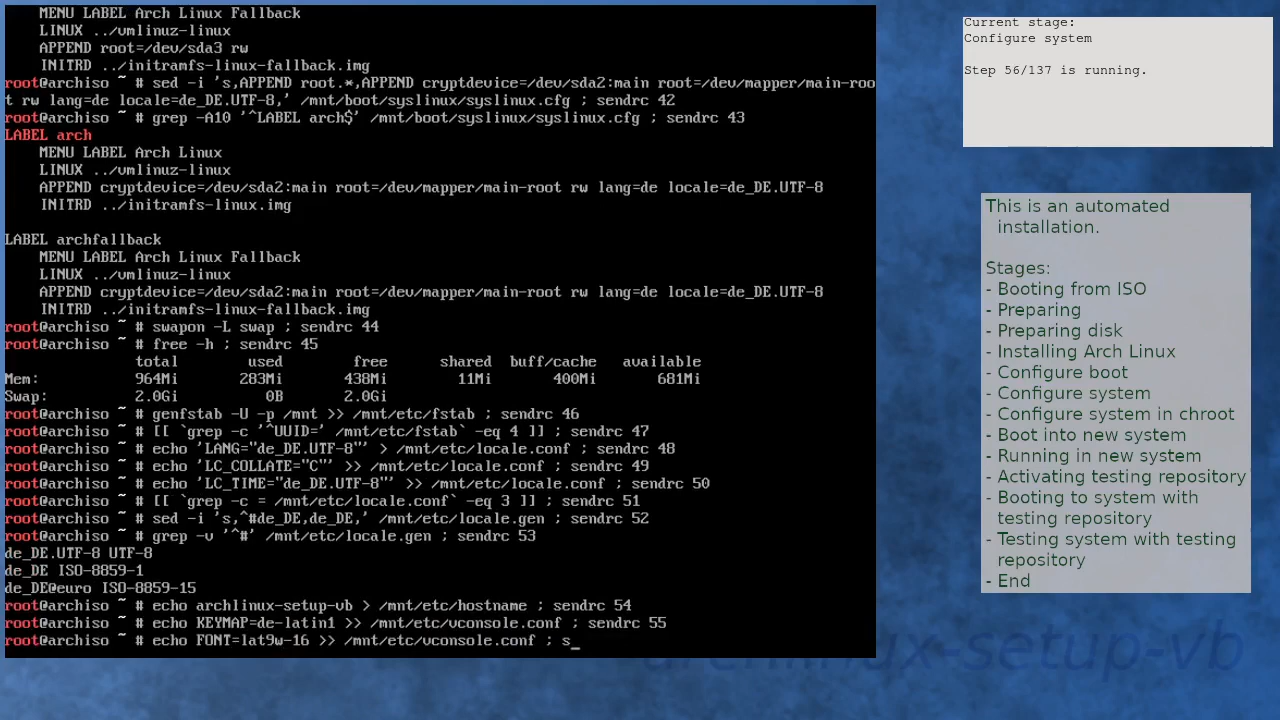 MENU LABEL Arch Linux Fallback
    LINUX ../vmlinuz-linux
    APPEND root=/dev/sda3 rw
    INITRD ../initramfs-linux-fallback.img
root@archiso ~ # sed -i 's,APPEND root.*,APPEND cryptdevice=/dev/sda2:main root=/dev/mapper/main-roo
t rw lang=de locale=de_DE.UTF-8,' /mnt/boot/syslinux/syslinux.cfg ; sendrc 42
root@archiso ~ # grep -A10 '^LABEL arch$' /mnt/boot/syslinux/syslinux.cfg ; sendrc 43
LABEL arch
    MENU LABEL Arch Linux
    LINUX ../vmlinuz-linux
    APPEND cryptdevice=/dev/sda2:main root=/dev/mapper/main-root rw lang=de locale=de_DE.UTF-8
    INITRD ../initramfs-linux.img

LABEL archfallback
    MENU LABEL Arch Linux Fallback
    LINUX ../vmlinuz-linux
    APPEND cryptdevice=/dev/sda2:main root=/dev/mapper/main-root rw lang=de locale=de_DE.UTF-8
    INITRD ../initramfs-linux-fallback.img
root@archiso ~ # swapon -L swap ; sendrc 44
root@archiso ~ # free -h ; sendrc 45
               total        used        free      shared  buff/cache   available
Mem:           964Mi       283Mi       438Mi        11Mi       400Mi       681Mi
Swap:          2.0Gi          0B       2.0Gi
root@archiso ~ # genfstab -U -p /mnt >> /mnt/etc/fstab ; sendrc 46
root@archiso ~ # [[ `grep -c '^UUID=' /mnt/etc/fstab` -eq 4 ]] ; sendrc 47
root@archiso ~ # echo 'LANG="de_DE.UTF-8"' > /mnt/etc/locale.conf ; sendrc 48
root@archiso ~ # echo 'LC_COLLATE="C"' >> /mnt/etc/locale.conf ; sendrc 49
root@archiso ~ # echo 'LC_TIME="de_DE.UTF-8"' >> /mnt/etc/locale.conf ; sendrc 50
root@archiso ~ # [[ `grep -c = /mnt/etc/locale.conf` -eq 3 ]] ; sendrc 51
root@archiso ~ # sed -i 's,^#de_DE,de_DE,' /mnt/etc/locale.gen ; sendrc 52
root@archiso ~ # grep -v '^#' /mnt/etc/locale.gen ; sendrc 53
de_DE.UTF-8 UTF-8
de_DE ISO-8859-1
de_DE@euro ISO-8859-15
root@archiso ~ # echo archlinux-setup-vb > /mnt/etc/hostname ; sendrc 54
root@archiso ~ # echo KEYMAP=de-latin1 >> /mnt/etc/vconsole.conf ; sendrc 55
root@archiso ~ # echo FONT=lat9w-16 >> /mnt/etc/vconsole.conf ; s_
Current stage:
Configure system

Step 56/137 is running.
This is an automated
installation.

Stages:
- Booting from ISO
- Preparing
- Preparing disk
- Installing Arch Linux
- Configure boot
- Configure system
- Configure system in chroot
- Boot into new system
- Running in new system
- Activating testing repository
- Booting to system with
testing repository
- Testing system with testing
repository
- End
archlinux-setup-vb